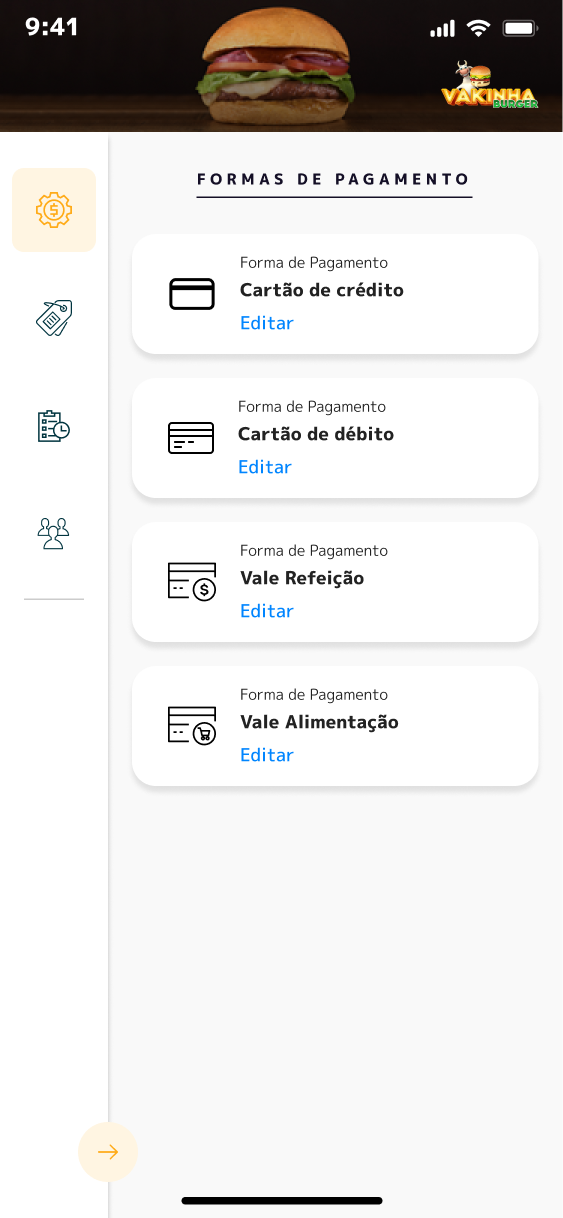 9:41
VAKINHA
BURGER
FORMAS DE PAGAMENTO
Forma de Pagamento
Cartão de crédito
Editar
Forma de Pagamento
Cartão de débito
Editar
Forma de Pagamento
Vale Refeição
Editar
Forma de Pagamento
Vale Alimentação
Editar